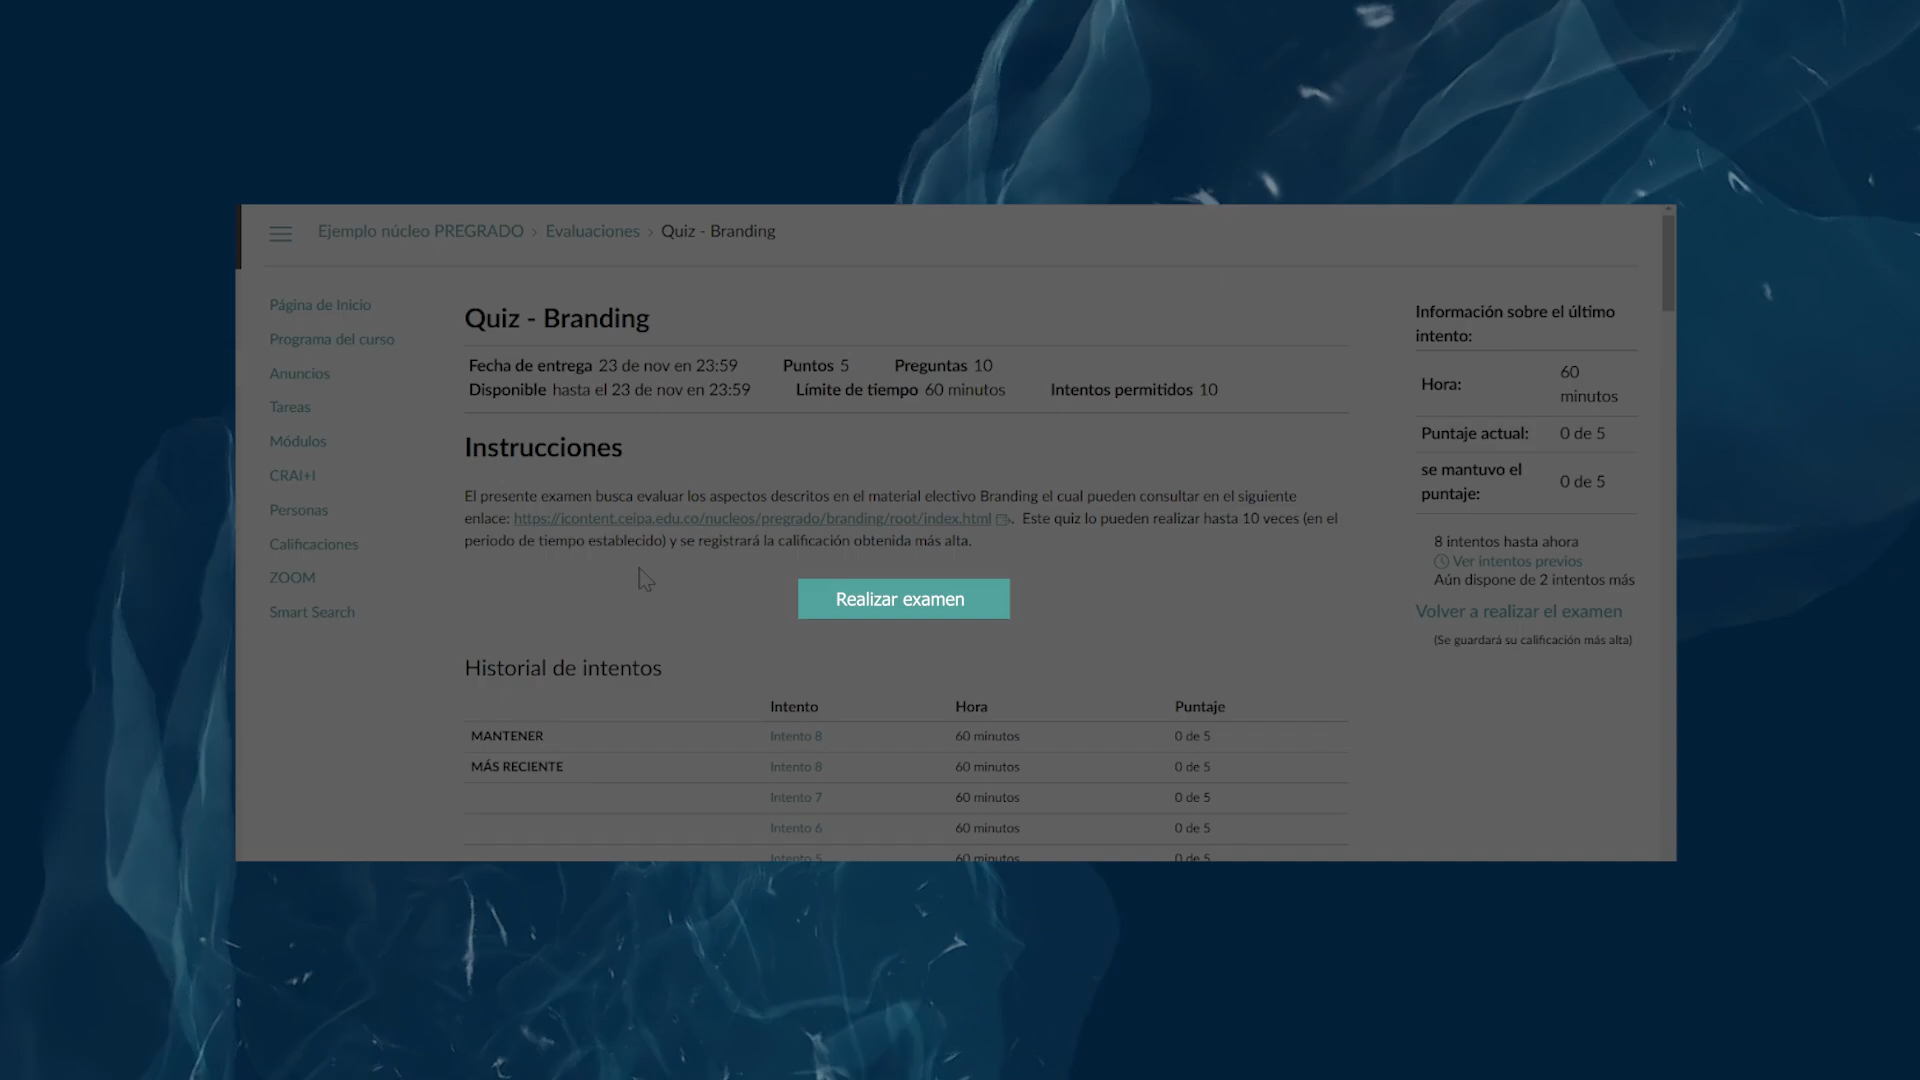 Ejemplo núcleo PREGRADO › Evaluaciones › Quiz - Branding
Página de Inicio
Programa del curso
Anuncios
Tareas
Módulos
CRAI+I
Personas
Calificaciones
ZOOM
Smart Search
Quiz - Branding
Fecha de entrega 23 de nov en 23:59 Puntos 5 Preguntas 10
Disponible hasta el 23 de nov en 23:59 Límite de tiempo 60 minutos Intentos permitidos 10
Instrucciones
El presente examen busca evaluar los aspectos descritos en el material electivo Branding el cual pueden consultar en el siguiente
enlace: https://icontent.ceipa.edu.co/nucleos/pregrado/branding/root/index.html. Este quiz lo pueden realizar hasta 10 veces (en el
periodo de tiempo establecido) y se registrará la calificación obtenida más alta.
Realizar examen
Historial de intentos
Intento Hora Puntaje
MANTENER Intento 8 60 minutos 0 de 5
MÁS RECIENTE Intento 8 60 minutos 0 de 5
Intento 7 60 minutos 0 de 5
Intento 6 60 minutos 0 de 5
Intento 5 60 minutos 0 de 5
Información sobre el último
intento:
Hora: 60
minutos
Puntaje actual: 0 de 5
se mantuvo el
puntaje: 0 de 5
8 intentos hasta ahora
Ver intentos previos
Aún dispone de 2 intentos más
Volver a realizar el examen
(Se guardará su calificación más alta)